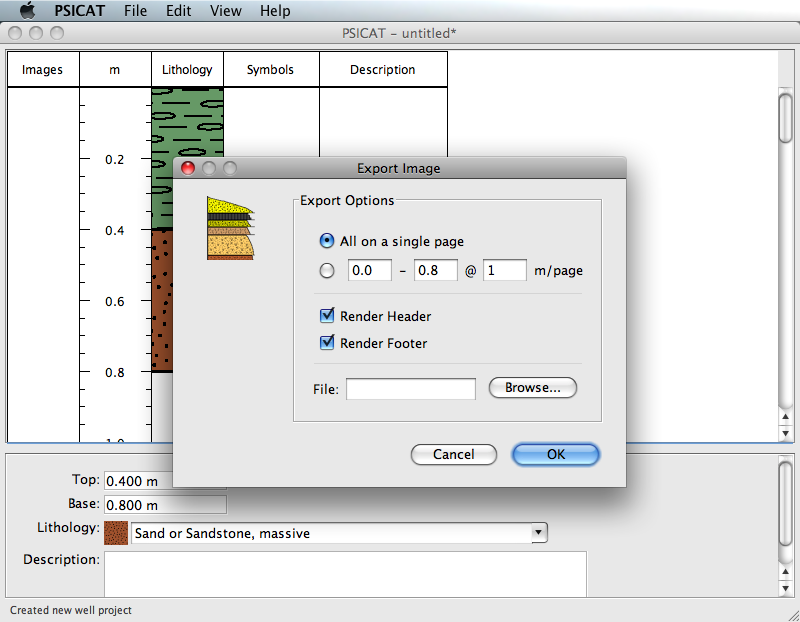 PSICAT File Edit View Help
PSICAT – untitled*
Images m Lithology Symbols Description
0.2
0.4
0.6
0.8
1.0
Export Image
Export Options
All on a single page
0.0 – 0.8 @ 1 m/page
Render Header
Render Footer
File: Browse...
Cancel OK
Top: 0.400 m
Base: 0.800 m
Lithology: Sand or Sandstone, massive
Description:
Created new well project